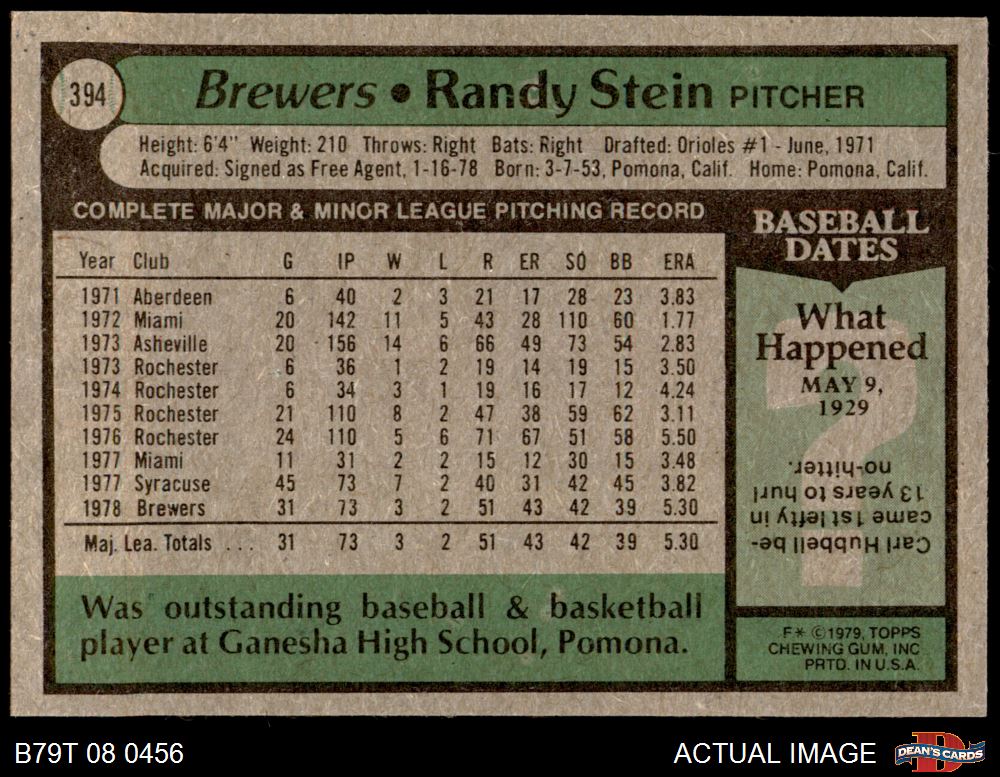 394
Brewers • Randy Stein PITCHER
Height: 6'4" Weight: 210 Throws: Right Bats: Right Drafted: Orioles #1 - June, 1971
Acquired: Signed as Free Agent, 1-16-78 Born: 3-7-53, Pomona, Calif. Home: Pomona, Calif.
COMPLETE MAJOR & MINOR LEAGUE PITCHING RECORD
Year Club G IP W L R ER SO BB ERA
1971 Aberdeen 6 40 2 3 21 17 28 23 3.83
1972 Miami 20 142 11 5 43 28 110 60 1.77
1973 Asheville 20 156 14 6 66 49 73 54 2.83
1973 Rochester 6 36 1 2 19 14 19 15 3.50
1974 Rochester 6 34 3 1 19 16 17 12 4.24
1975 Rochester 21 110 8 2 47 38 59 62 3.11
1976 Rochester 24 110 5 6 71 67 51 58 5.50
1977 Miami 11 31 2 2 15 12 30 15 3.48
1977 Syracuse 45 73 7 2 40 31 42 45 3.82
1978 Brewers 31 73 3 2 51 43 42 39 5.30
Maj. Lea. Totals ... 31 73 3 2 51 43 42 39 5.30
Was outstanding baseball & basketball
player at Ganesha High School, Pomona.
BASEBALL
DATES
What
Happened
MAY 9,
1929
?
Carl Hubbell be-
came 1st lefty in
13 years to hurl
no-hitter.
F* ©1979, TOPPS
CHEWING GUM, INC
PRTD. IN U.S.A.
B79T 08 0456
ACTUAL IMAGE
D
DEAN'S CARDS